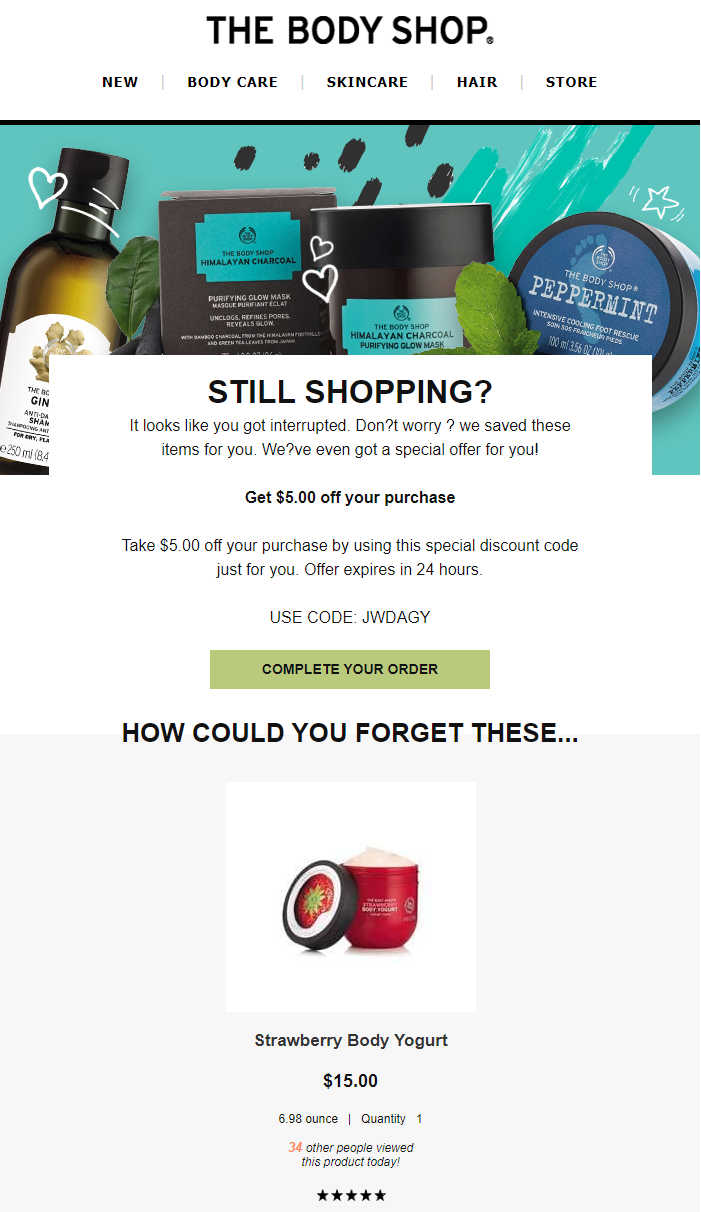 THE BODY SHOP®
NEW | BODY CARE | SKINCARE | HAIR | STORE
THE BODY SHOP
HIMALAYAN CHARCOAL
PURIFYING GLOW MASK
MASQUE PURIFIANT ÉCLAT
UNCLOGS, REFINES PORES.
REVEALS GLOW.
WITH BAMBOO CHARCOAL FROM THE HIMALAYAN FOOTHILLS
AND GREEN TEA LEAVES FROM JAPAN
THE BODY SHOP
HIMALAYAN CHARCOAL
PURIFYING GLOW MASK
THE BODY SHOP®
PEPPERMINT
INTENSIVE COOLING FOOT RESCUE
SOIN SOS FRAÎCHEUR PIEDS
100 ml 3.56 OZ
THE BO
GIN
ANTI-DA
SHAM
SHAMPOOING ANT
FOR DRY, FLA
e250 ml (8.4
STILL SHOPPING?
It looks like you got interrupted. Don?t worry ? we saved these
items for you. We?ve even got a special offer for you!
Get $5.00 off your purchase
Take $5.00 off your purchase by using this special discount code
just for you. Offer expires in 24 hours.
USE CODE: JWDAGY
COMPLETE YOUR ORDER
HOW COULD YOU FORGET THESE...
THE BODY SHOP
STRAWBERRY
BODY YOGURT
Strawberry Body Yogurt
$15.00
6.98 ounce | Quantity 1
34 other people viewed
this product today!